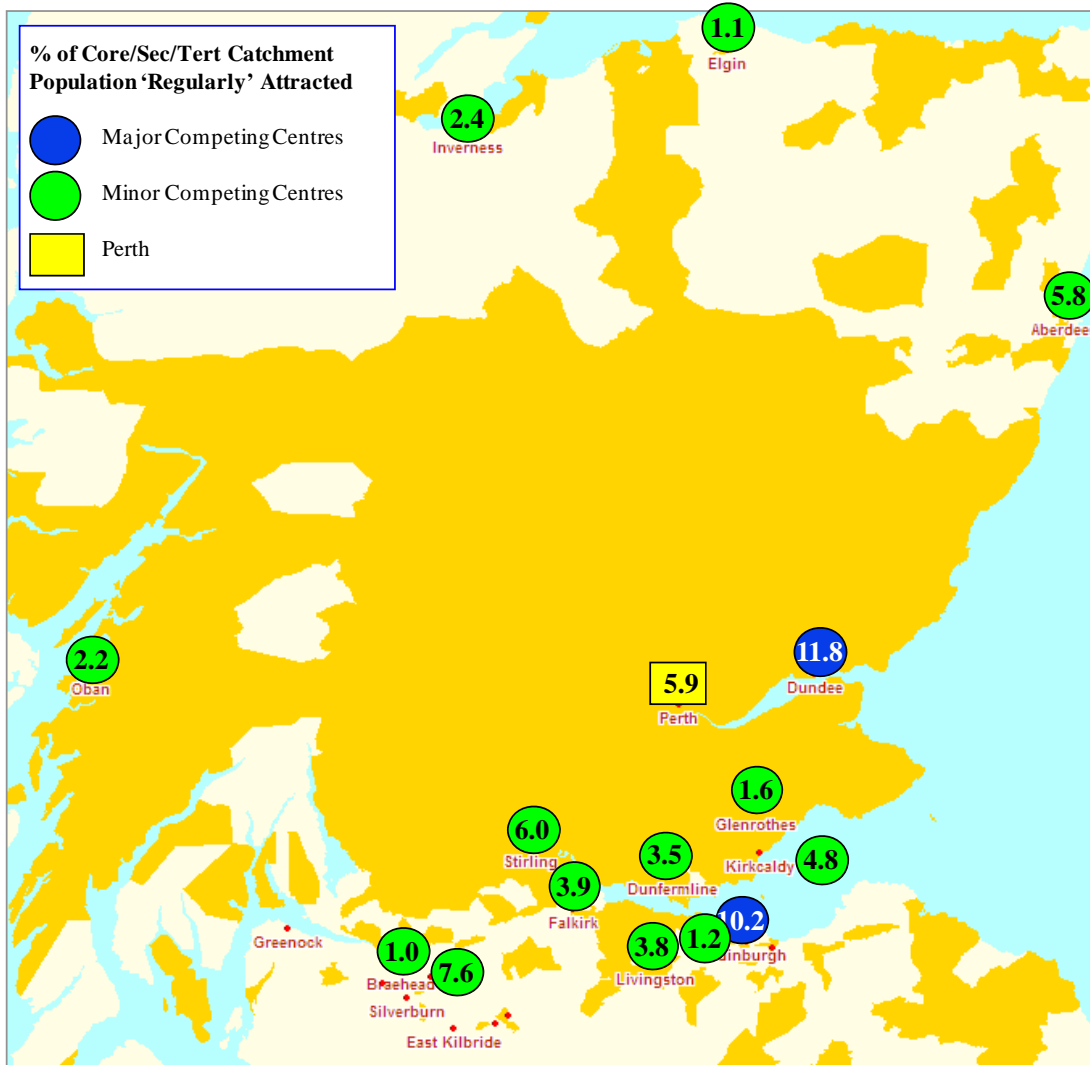 % of Core/Sec/Tert Catchment
Population ‘Regularly’ Attracted
Major Competing Centres
Minor Competing Centres
Perth
1.1
Elgin
2.4
Inverness
5.8
Aberdee
11.8
Dundee
2.2
Oban
5.9
Perth
1.6
Glenrothes
6.0
Stirling
3.5
Dunfermline
Kirkcaldy
4.8
3.9
Falkirk
10.2
dinburgh
1.2
3.8
Livingston
Greenock
1.0
Braehead
7.6
Silverburn
East Kilbride